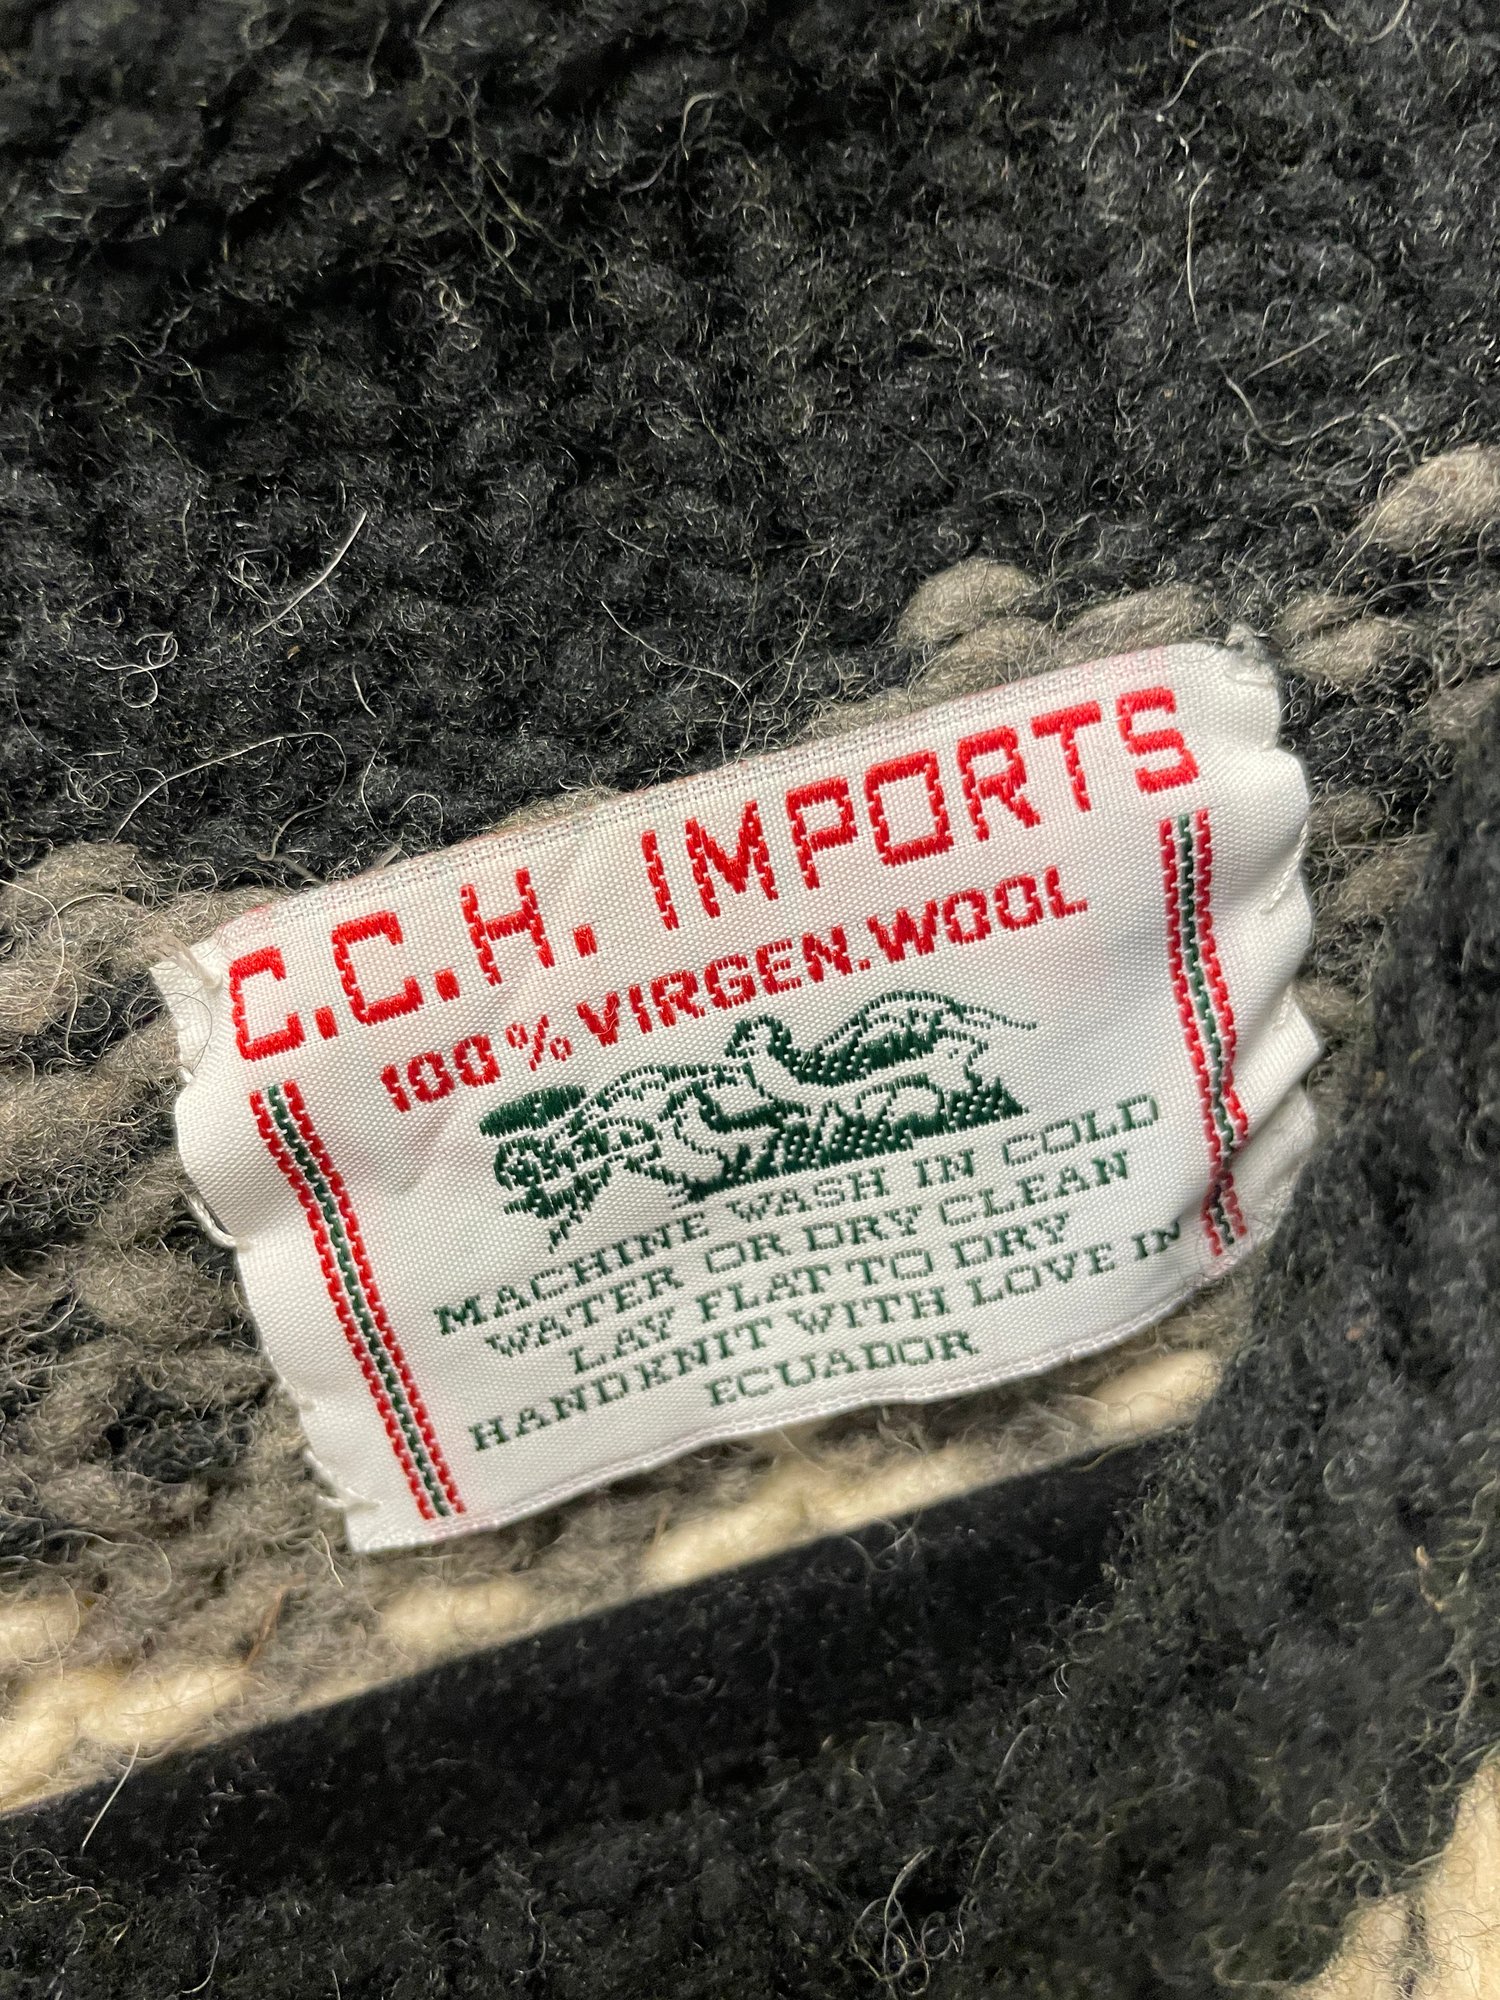 C.C.H. IMPORTS
100% VIRGEN.WOOL
MACHINE WASH IN COLD
WATER OR DRY CLEAN
LAY FLAT TO DRY
HANDKNIT WITH LOVE IN
ECUADOR